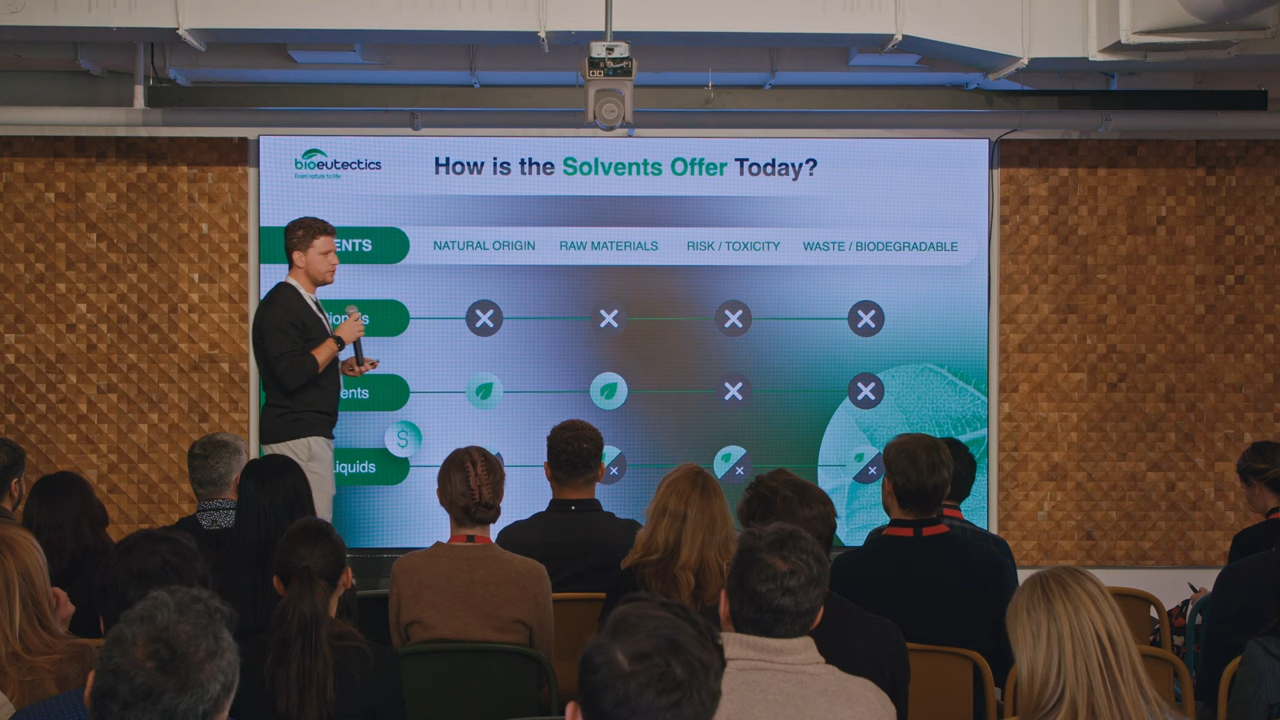 bioeutectics
From nature to life
How is the Solvents Offer Today?
ENTS NATURAL ORIGIN RAW MATERIALS RISK / TOXICITY WASTE / BIODEGRADABLE
ents
$
iquids